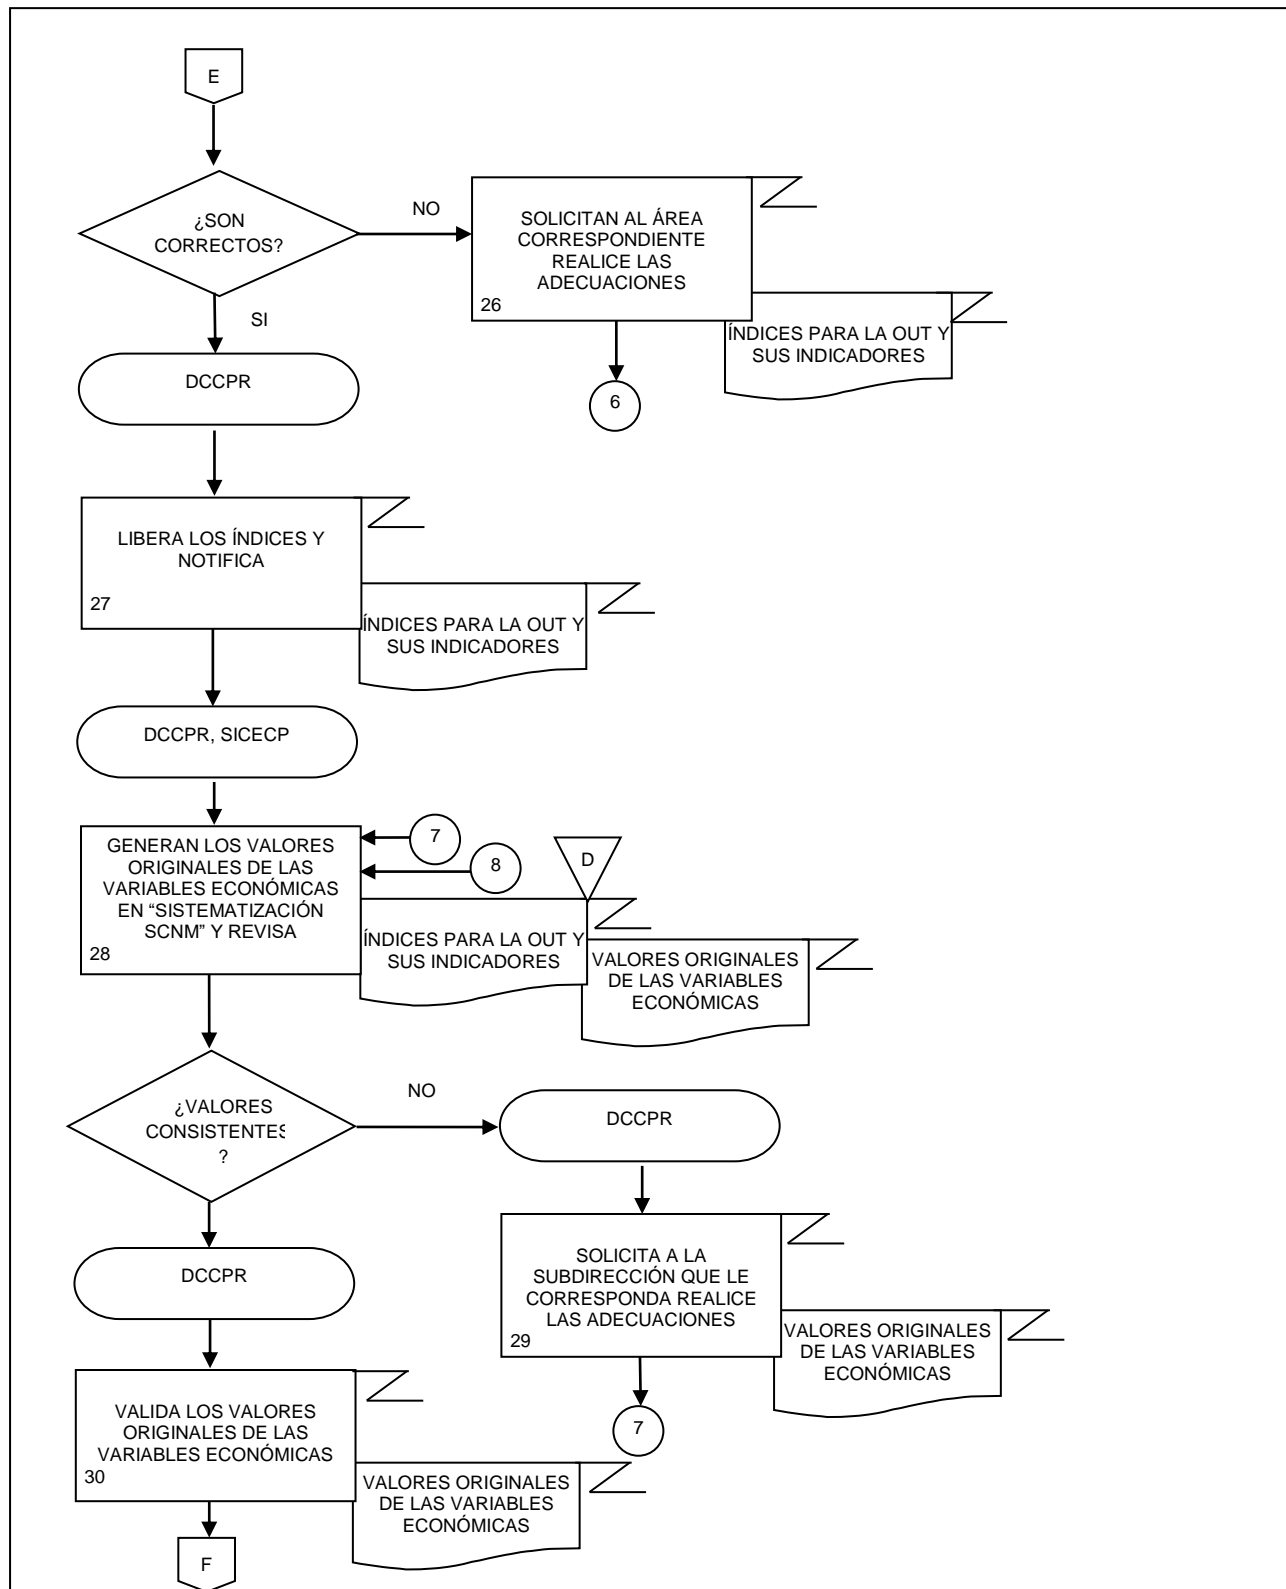 E
¿SON
CORRECTOS?
NO
SOLICITAN AL ÁREA
CORRESPONDIENTE
REALICE LAS
ADECUACIONES
26
ÍNDICES PARA LA OUT Y
SUS INDICADORES
6
SI
DCCPR
LIBERA LOS ÍNDICES Y
NOTIFICA
27
ÍNDICES PARA LA OUT Y
SUS INDICADORES
DCCPR, SICECP
GENERAN LOS VALORES
ORIGINALES DE LAS
VARIABLES ECONÓMICAS
EN “SISTEMATIZACIÓN
SCNM” Y REVISA
28
7
8
D
ÍNDICES PARA LA OUT Y
SUS INDICADORES
VALORES ORIGINALES
DE LAS VARIABLES
ECONÓMICAS
¿VALORES
CONSISTENTES
?
NO
DCCPR
SOLICITA A LA
SUBDIRECCIÓN QUE LE
CORRESPONDA REALICE
LAS ADECUACIONES
29
VALORES ORIGINALES
DE LAS VARIABLES
ECONÓMICAS
7
DCCPR
VALIDA LOS VALORES
ORIGINALES DE LAS
VARIABLES ECONÓMICAS
30
VALORES ORIGINALES
DE LAS VARIABLES
ECONÓMICAS
F